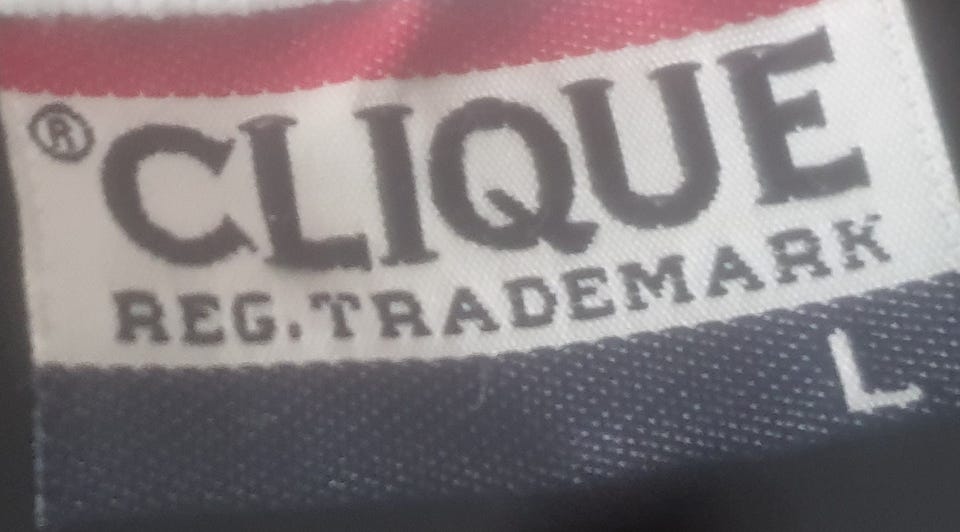 ® CLIQUE
REG. TRADEMARK
L